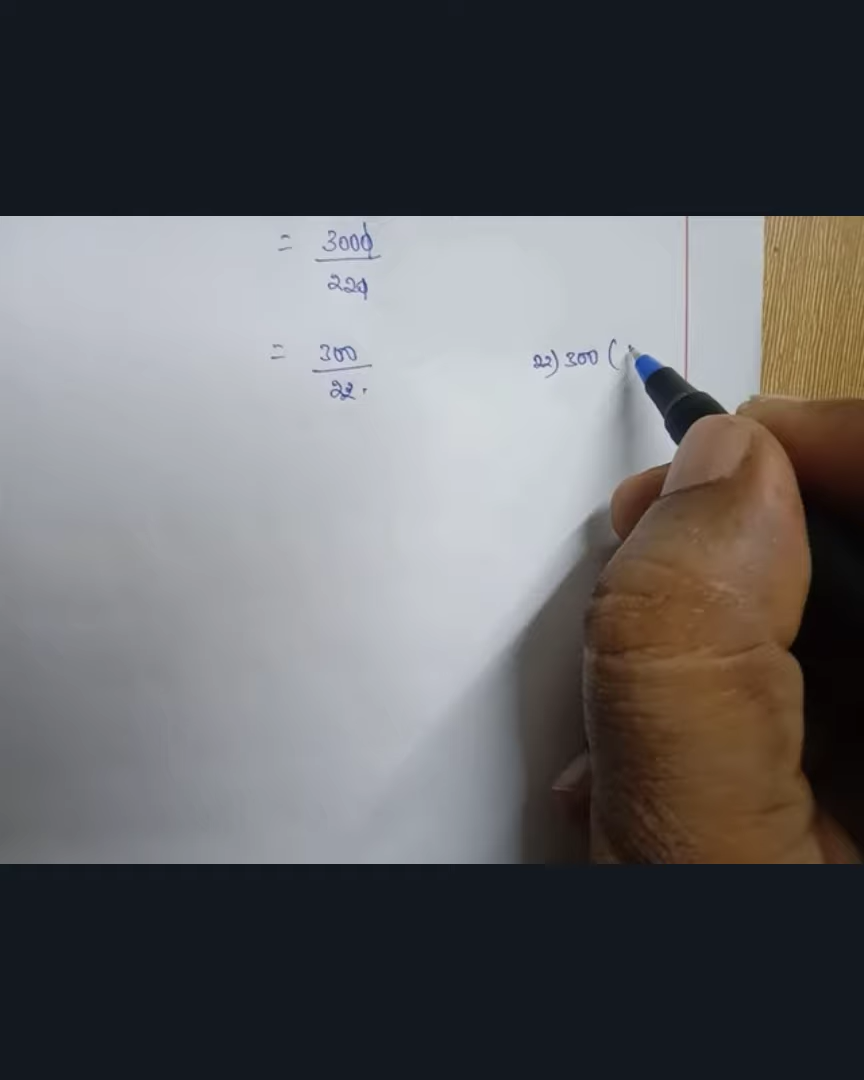 = 3000
220
= 300
22. 22) 300 (